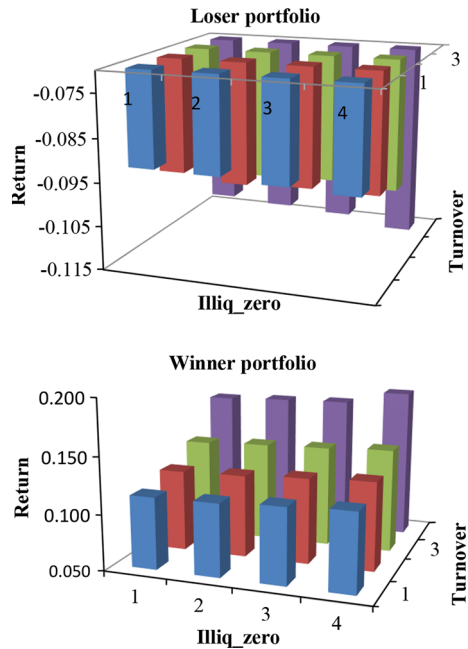 Loser portfolio
3
1
-0.075
1 2 3 4
-0.085
-0.095
-0.105
-0.115
Return
Turnover
Illiq_zero
Winner portfolio
0.200
0.150
0.100
0.050
Return
3
1
Turnover
1 2 3 4
Illiq_zero